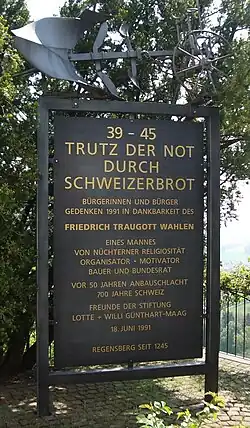 39 - 45
TRUTZ DER NOT
DURCH
SCHWEIZERBROT
BÜRGERINNEN UND BÜRGER
GEDENKEN 1991 IN DANKBARKEIT DES
FRIEDRICH TRAUGOTT WAHLEN
EINES MANNES
VON NÜCHTERNER RELIGIOSITÄT
ORGANISATOR • MOTIVATOR
BAUER UND BUNDESRAT
VOR 50 JAHREN ANBAUSCHLACHT
700 JAHRE SCHWEIZ
FREUNDE DER STIFTUNG
LOTTE + WILLI GÜNTHART-MAAG
18. JUNI 1991
REGENSBERG SEIT 1245